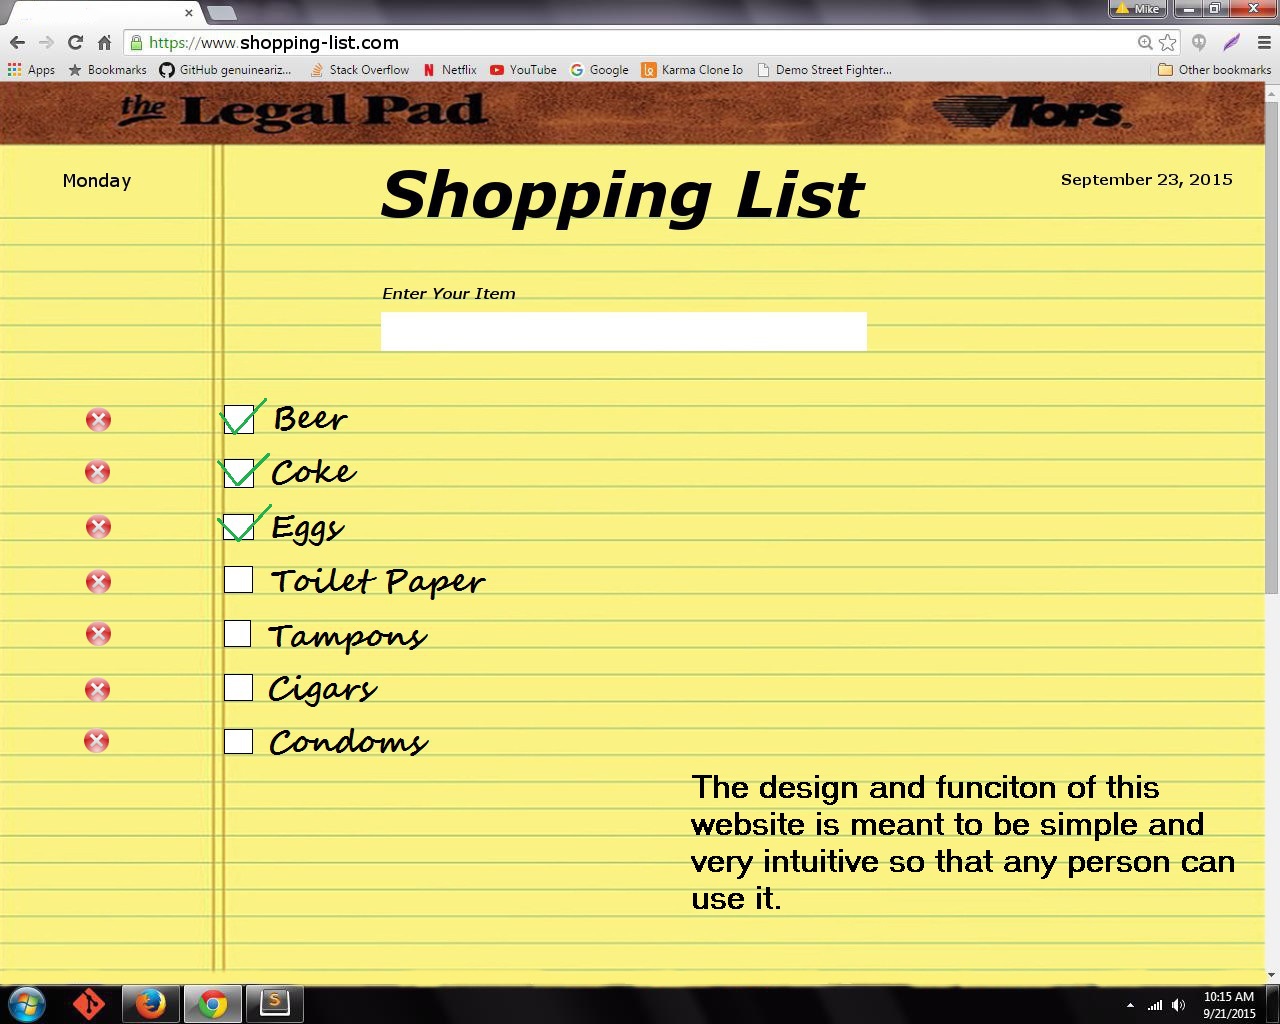 Mike
https://www.shopping-list.com
Apps Bookmarks GitHub genuineariz... Stack Overflow Netflix YouTube Google Karma Clone Io Demo Street Fighter... Other bookmarks
the Legal Pad TOPS.
Monday Shopping List September 23, 2015
Enter Your Item
Beer
Coke
Eggs
Toilet Paper
Tampons
Cigars
Condoms
The design and funciton of this
website is meant to be simple and
very intuitive so that any person can
use it.
10:15 AM
9/21/2015